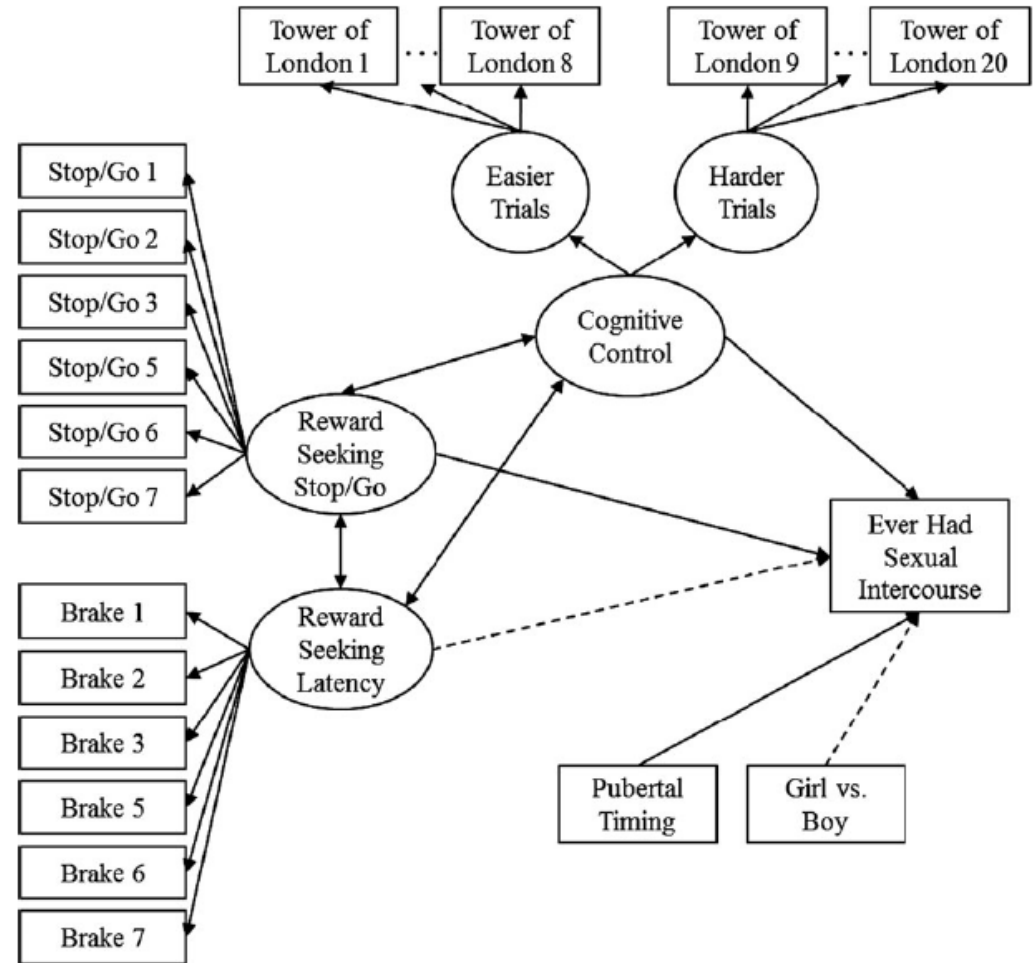 Tower of
London 1
...
Tower of
London 8
Tower of
London 9
...
Tower of
London 20
Easier
Trials
Harder
Trials
Cognitive
Control
Stop/Go 1
Stop/Go 2
Stop/Go 3
Stop/Go 5
Stop/Go 6
Stop/Go 7
Reward
Seeking
Stop/Go
Ever Had
Sexual
Intercourse
Brake 1
Brake 2
Brake 3
Brake 5
Brake 6
Brake 7
Reward
Seeking
Latency
Pubertal
Timing
Girl vs.
Boy